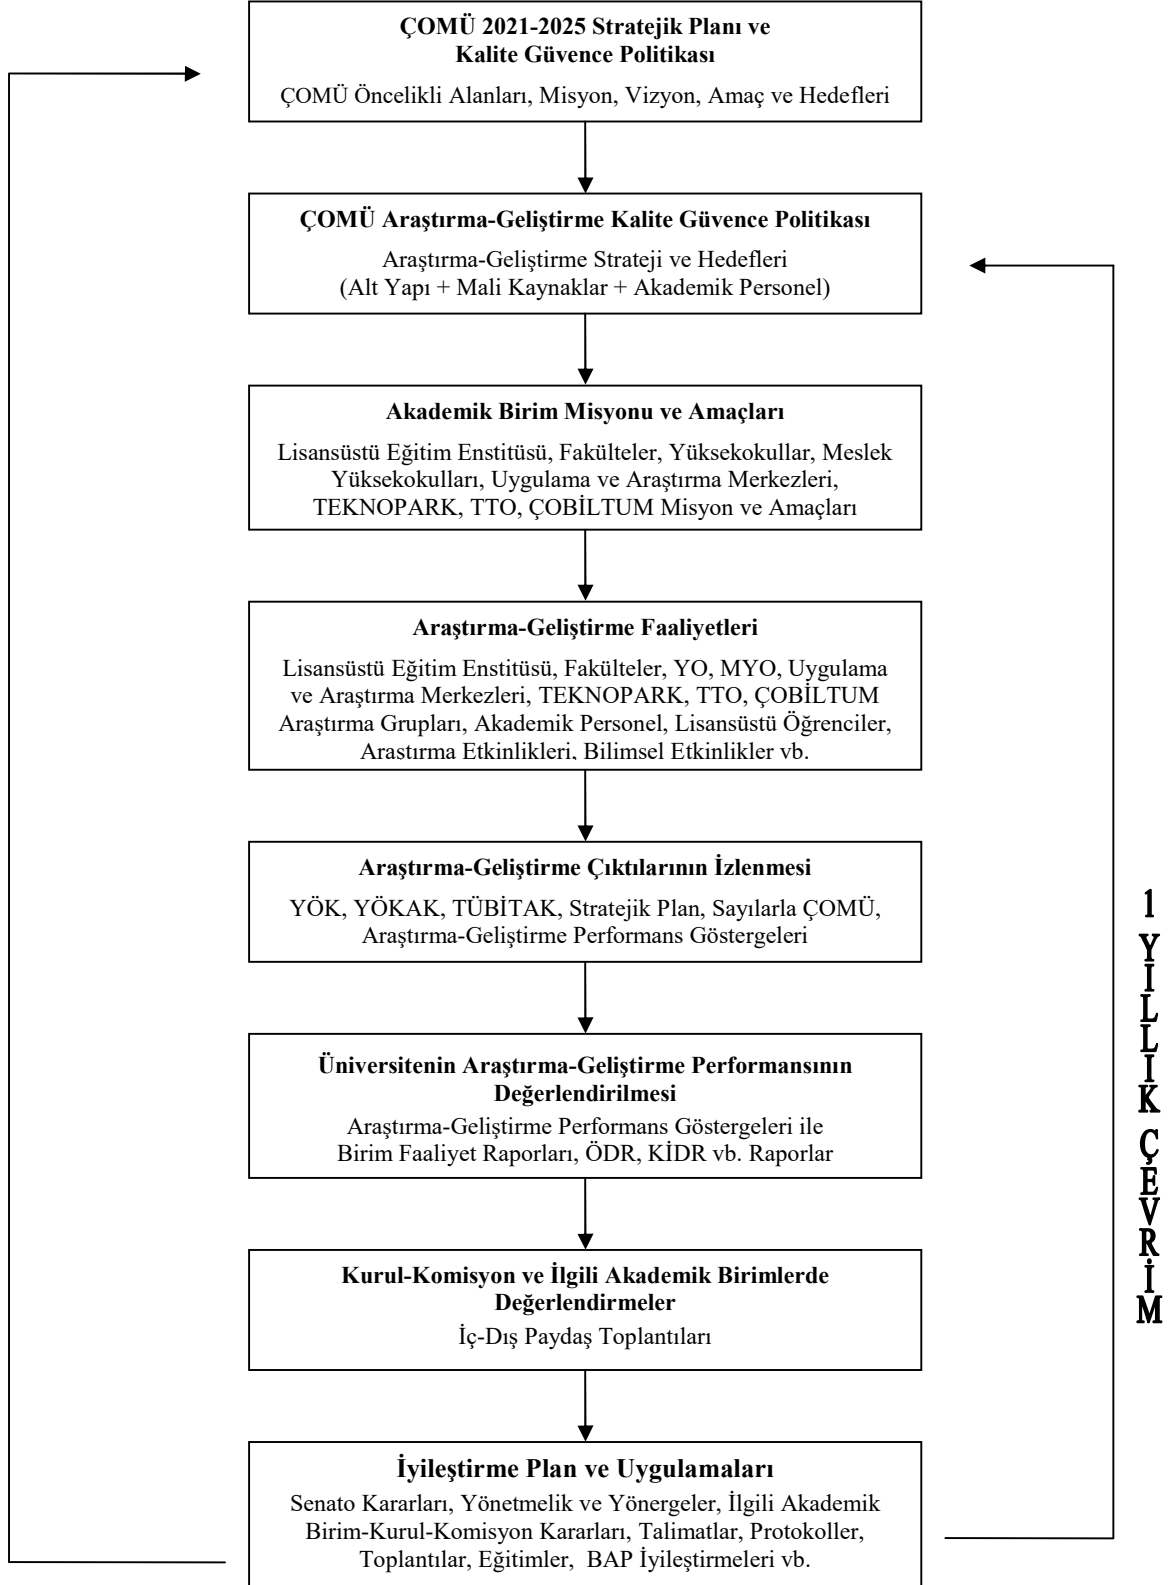 ÇOMÜ 2021-2025 Stratejik Planı ve
Kalite Güvence Politikası
ÇOMÜ Öncelikli Alanları, Misyon, Vizyon, Amaç ve Hedefleri
ÇOMÜ Araştırma-Geliştirme Kalite Güvence Politikası
Araştırma-Geliştirme Strateji ve Hedefleri
(Alt Yapı + Mali Kaynaklar + Akademik Personel)
Akademik Birim Misyonu ve Amaçları
Lisansüstü Eğitim Enstitüsü, Fakülteler, Yüksekokullar, Meslek
Yüksekokulları, Uygulama ve Araştırma Merkezleri,
TEKNOPARK, TTO, ÇOBİLTUM Misyon ve Amaçları
Araştırma-Geliştirme Faaliyetleri
Lisansüstü Eğitim Enstitüsü, Fakülteler, YO, MYO, Uygulama
ve Araştırma Merkezleri, TEKNOPARK, TTO, ÇOBİLTUM
Araştırma Grupları, Akademik Personel, Lisansüstü Öğrenciler,
Araştırma Etkinlikleri, Bilimsel Etkinlikler vb.
Araştırma-Geliştirme Çıktılarının İzlenmesi
YÖK, YÖKAK, TÜBİTAK, Stratejik Plan, Sayılarla ÇOMÜ,
Araştırma-Geliştirme Performans Göstergeleri
Üniversitenin Araştırma-Geliştirme Performansının
Değerlendirilmesi
Araştırma-Geliştirme Performans Göstergeleri ile
Birim Faaliyet Raporları, ÖDR, KİDR vb. Raporlar
Kurul-Komisyon ve İlgili Akademik Birimlerde
Değerlendirmeler
İç-Dış Paydaş Toplantıları
İyileştirme Plan ve Uygulamaları
Senato Kararları, Yönetmelik ve Yönergeler, İlgili Akademik
Birim-Kurul-Komisyon Kararları, Talimatlar, Protokoller,
Toplantılar, Eğitimler, BAP İyileştirmeleri vb.
1 YILLIK ÇEVRİM